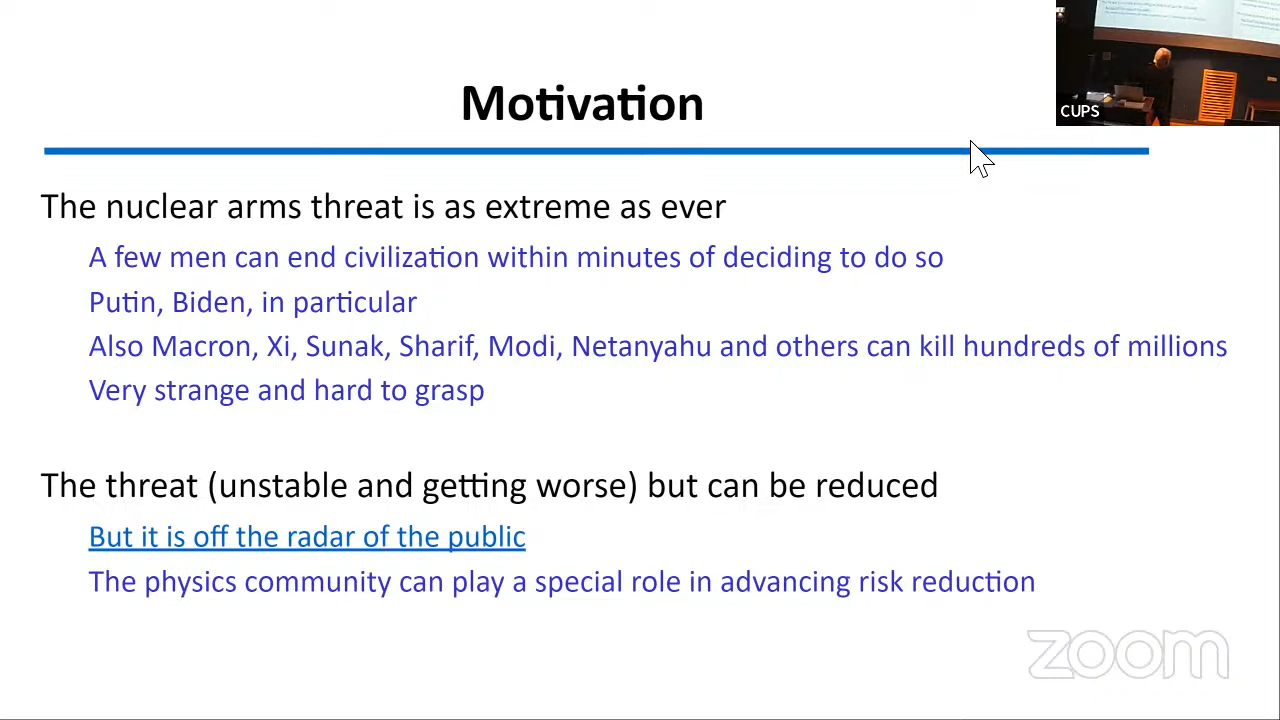 CUPS
Motivation
The nuclear arms threat is as extreme as ever
A few men can end civilization within minutes of deciding to do so
Putin, Biden, in particular
Also Macron, Xi, Sunak, Sharif, Modi, Netanyahu and others can kill hundreds of millions
Very strange and hard to grasp
The threat (unstable and getting worse) but can be reduced
But it is off the radar of the public
The physics community can play a special role in advancing risk reduction
zoom